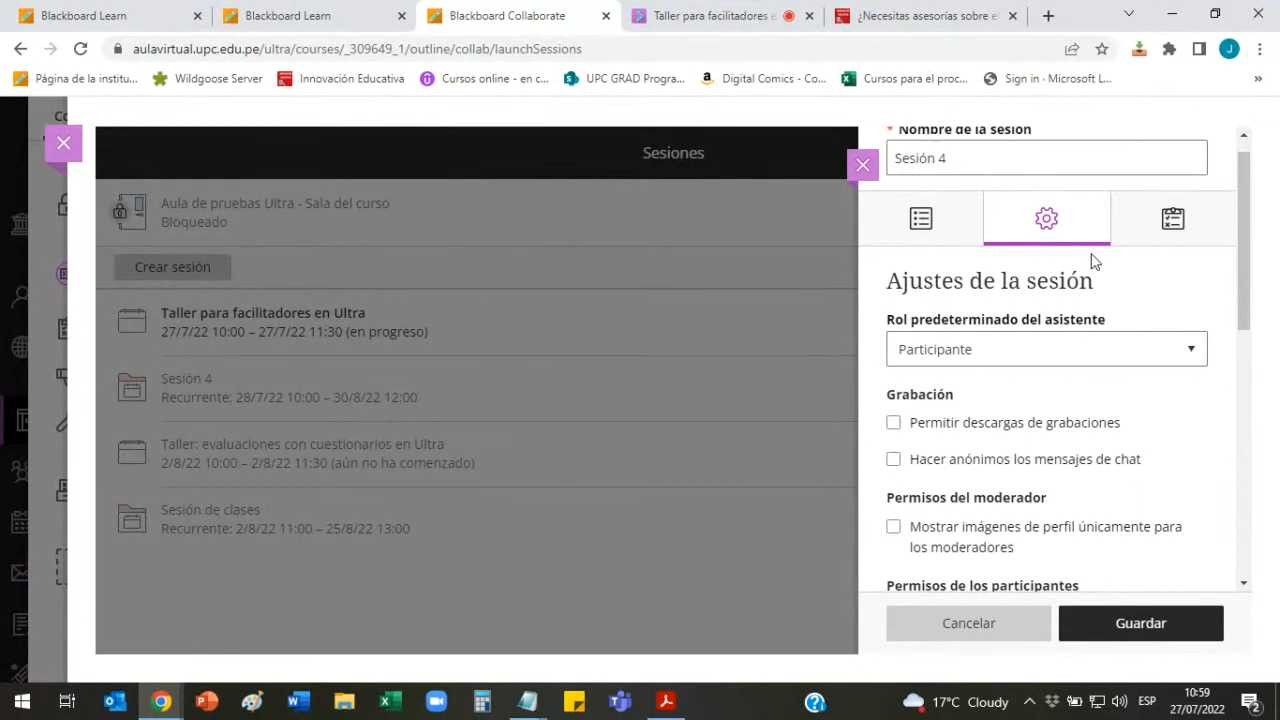 Blackboard Learn
Blackboard Learn
Blackboard Collaborate
Taller para facilitadores e
¿Necesitas asesorías sobre e
aulavirtual.upc.edu.pe/ultra/courses/_309649_1/outline/collab/launchSessions
J
Página de la institu...
Wildgoose Server
Innovación Educativa
Cursos online - en c...
UPC GRAD Progra...
Digital Comics - Co...
Cursos para el proc...
Sign in · Microsoft L...
»
Co
Sesiones
Aula de pruebas Ultra - Sala del curso
Bloqueado
Crear sesión
Taller para facilitadores en Ultra
27/7/22 10:00 – 27/7/22 11:30 (en progreso)
Sesión 4
Recurrente: 28/7/22 10:00 – 30/8/22 12:00
Taller: evaluaciones con cuestionarios en Ultra
2/8/22 10:00 – 2/8/22 11:30 (aún no ha comenzado)
Sesión de clases
Recurrente: 2/8/22 11:00 – 25/8/22 13:00
* Nombre de la sesión
Sesión 4
Ajustes de la sesión
Rol predeterminado del asistente
Participante
Grabación
Permitir descargas de grabaciones
Hacer anónimos los mensajes de chat
Permisos del moderador
Mostrar imágenes de perfil únicamente para
los moderadores
Permisos de los participantes
Cancelar
Guardar
17°C Cloudy
ESP
10:59
27/07/2022
2